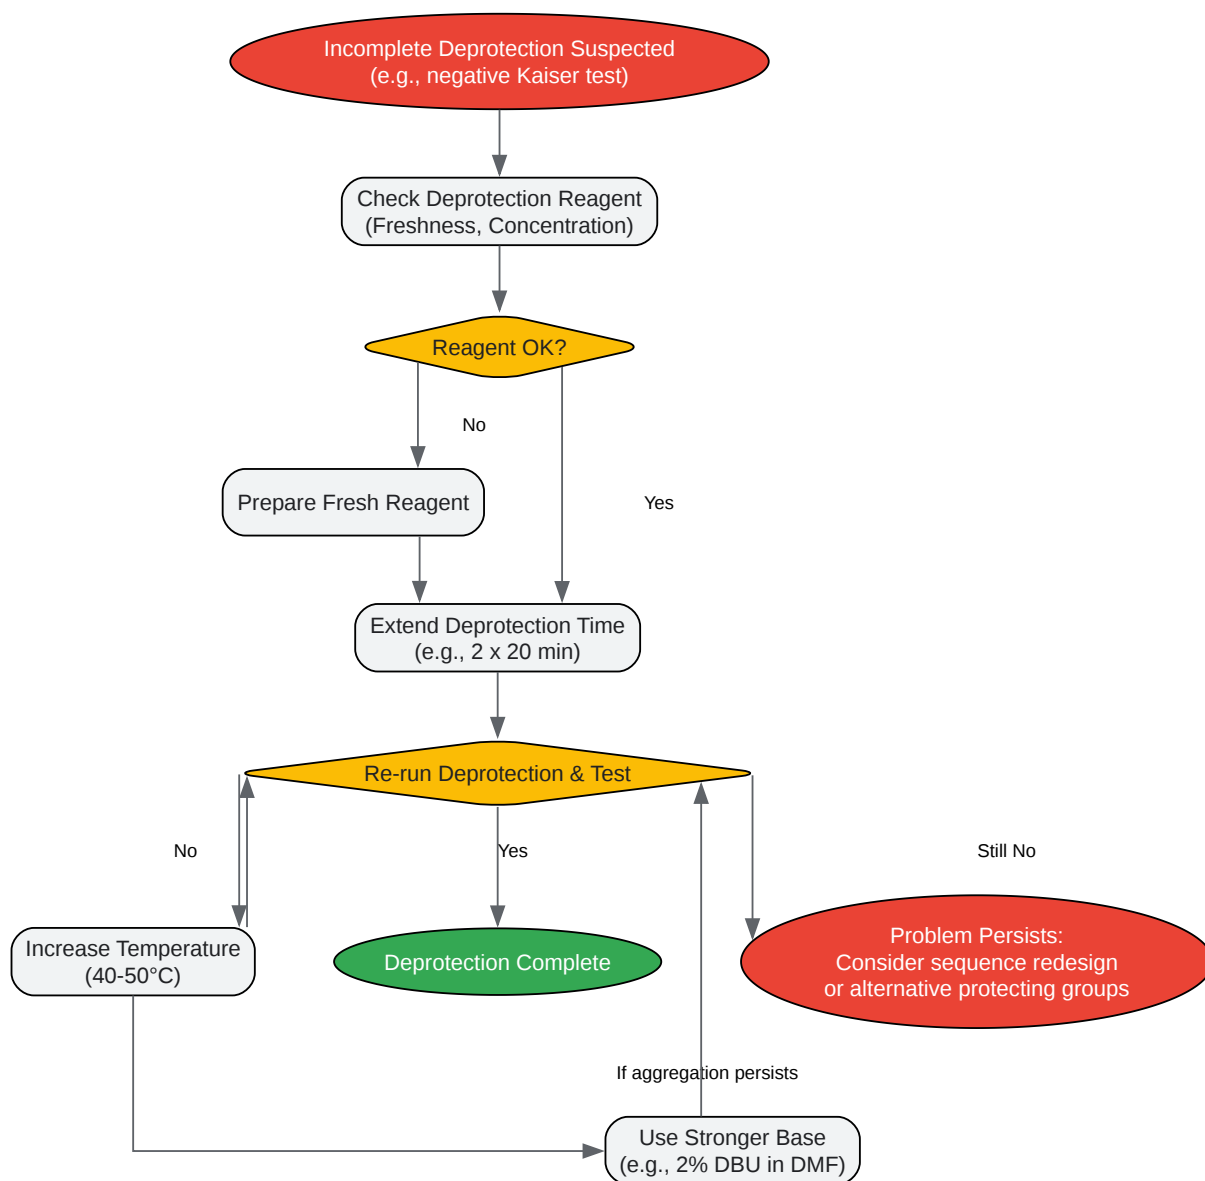 Incomplete Deprotection Suspected
(e.g., negative Kaiser test)
Check Deprotection Reagent
(Freshness, Concentration)
Reagent OK?
No
Prepare Fresh Reagent
Yes
Extend Deprotection Time
(e.g., 2 x 20 min)
Re-run Deprotection & Test
No
Yes
Still No
Increase Temperature
(40-50°C)
Deprotection Complete
Problem Persists:
Consider sequence redesign
or alternative protecting groups
If aggregation persists
Use Stronger Base
(e.g., 2% DBU in DMF)